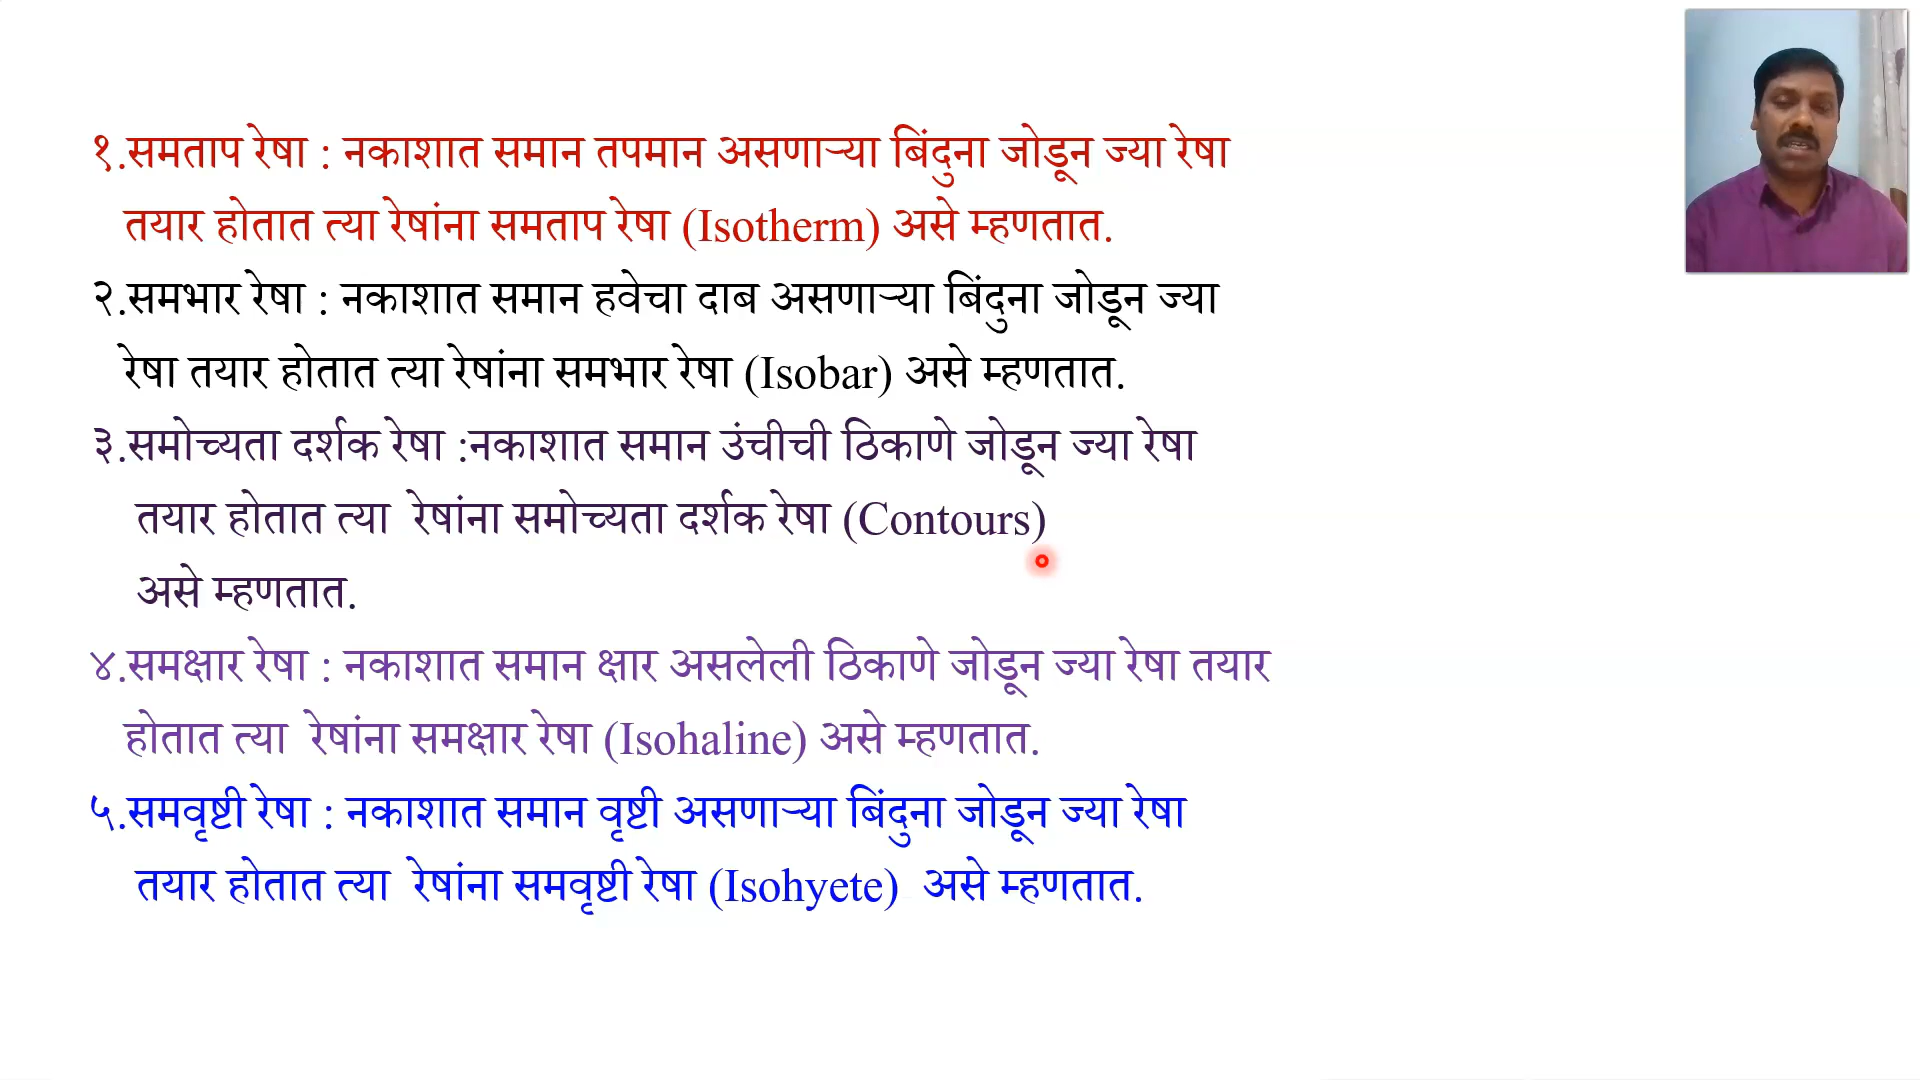 १.समताप रेषा : नकाशात समान तपमान असणाऱ्या बिंदुना जोडून ज्या रेषा
तयार होतात त्या रेषांना समताप रेषा (Isotherm) असे म्हणतात.
२.समभार रेषा : नकाशात समान हवेचा दाब असणाऱ्या बिंदुना जोडून ज्या
रेषा तयार होतात त्या रेषांना समभार रेषा (Isobar) असे म्हणतात.
३.समोच्यता दर्शक रेषा :नकाशात समान उंचीची ठिकाणे जोडून ज्या रेषा
तयार होतात त्या रेषांना समोच्यता दर्शक रेषा (Contours)
असे म्हणतात.
४.समक्षार रेषा : नकाशात समान क्षार असलेली ठिकाणे जोडून ज्या रेषा तयार
होतात त्या रेषांना समक्षार रेषा (Isohaline) असे म्हणतात.
५.समवृष्टी रेषा : नकाशात समान वृष्टी असणाऱ्या बिंदुना जोडून ज्या रेषा
तयार होतात त्या रेषांना समवृष्टी रेषा (Isohyete) असे म्हणतात.